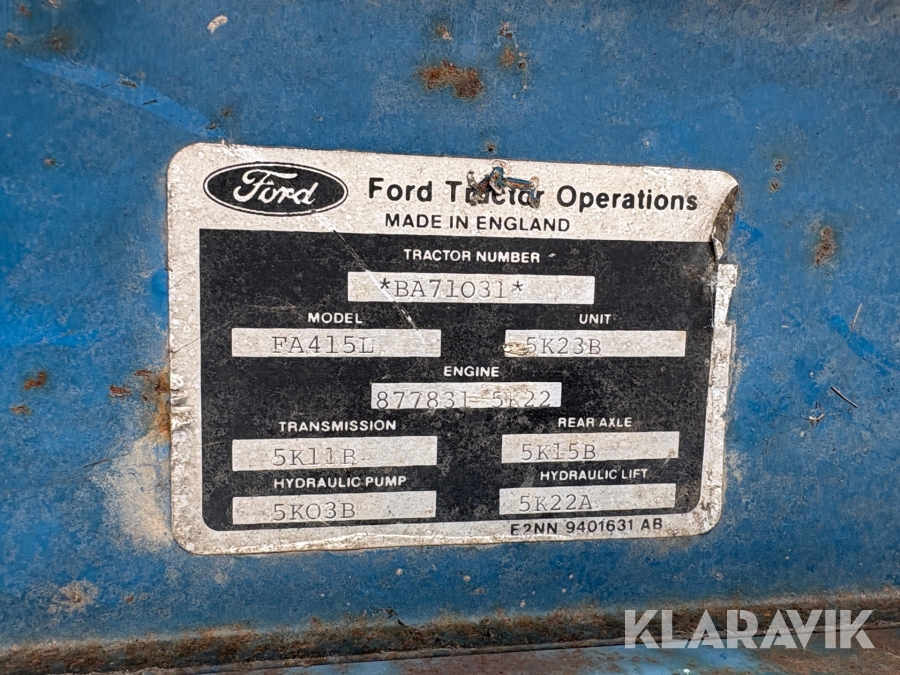 Ford Ford Tractor Operations
MADE IN ENGLAND
TRACTOR NUMBER
*BA71031*
MODEL UNIT
FA415L 5K23B
ENGINE
877831-5K22
TRANSMISSION REAR AXLE
5K11B 5K15B
HYDRAULIC PUMP HYDRAULIC LIFT
5K03B 5K22A
E2NN 9401631 AB
KLARAVIK